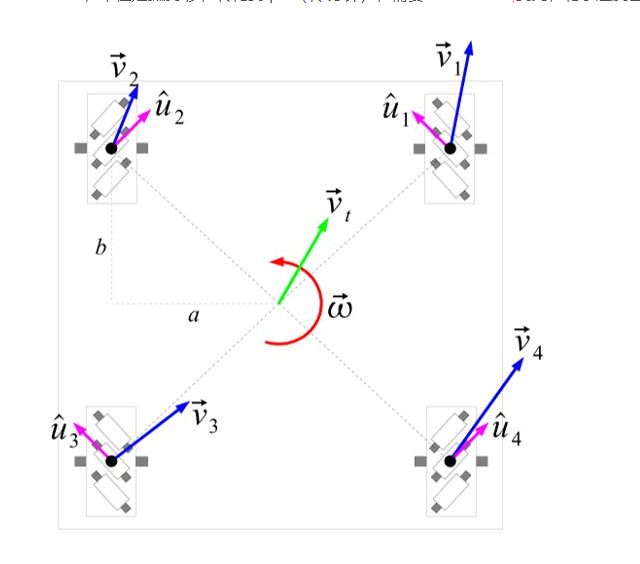 v⃗₁
v⃗₂
û₂
û₁
v⃗ₜ
b
a
ω⃗
v⃗₄
v⃗₃
û₃
û₄